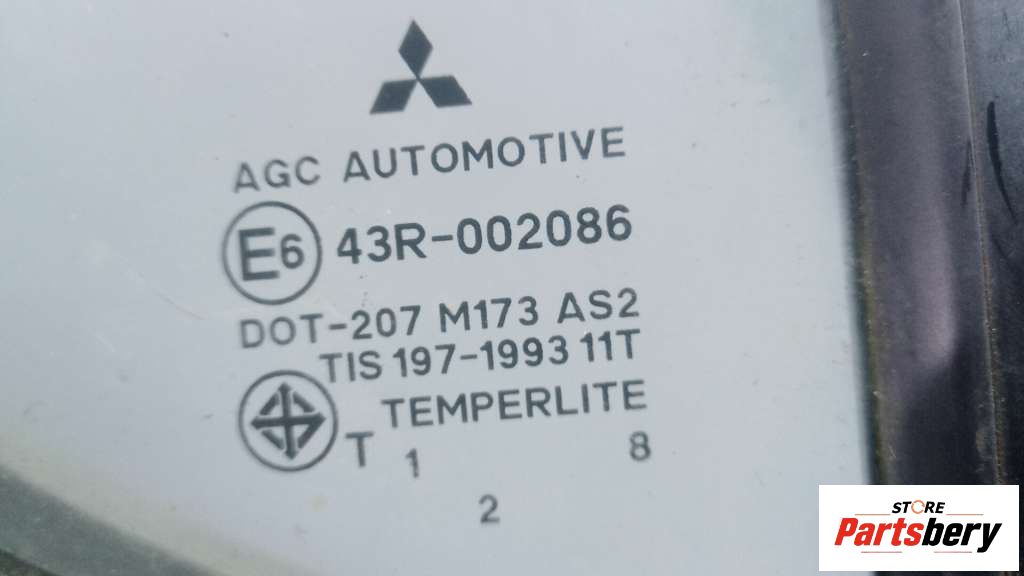 AGC AUTOMOTIVE
E6 43R-002086
DOT-207 M173 AS2
TIS 197-1993 11T
TEMPERLITE
T 1 8
2
STORE
Partsbery